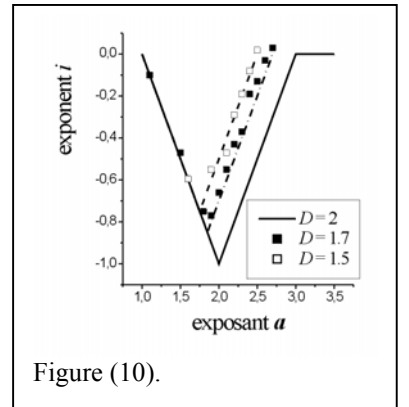 0,0
-0,2
-0,4
-0,6
-0,8
-1,0
exponent i
D = 2
D = 1.7
D = 1.5
1,0 1,5 2,0 2,5 3,0 3,5
exposant a
Figure (10).